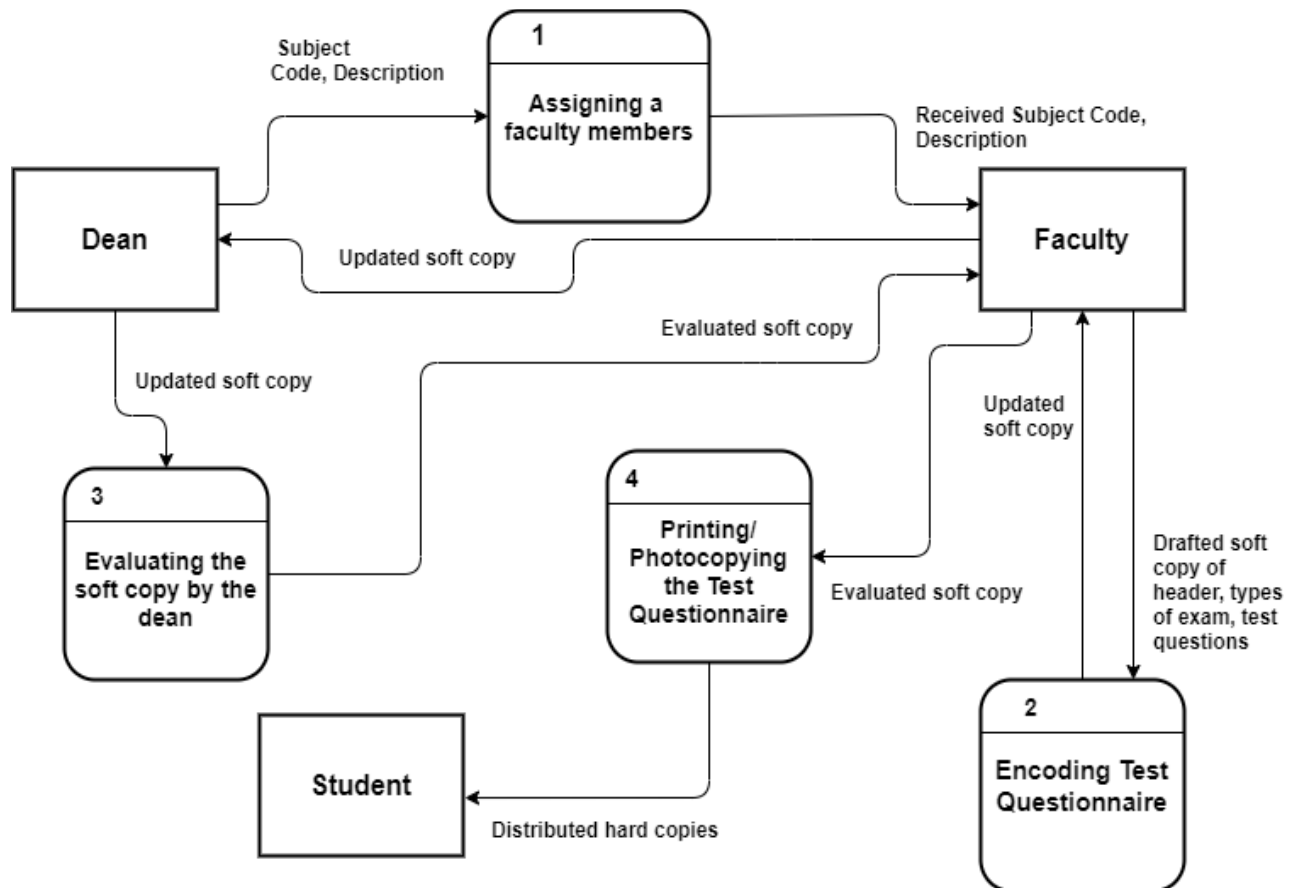 1
Subject
Code, Description
Assigning a
faculty members
Received Subject Code,
Description
Dean
Faculty
Updated soft copy
Evaluated soft copy
Updated soft copy
Updated
soft copy
3
Evaluating the
soft copy by the
dean
4
Printing/
Photocopying
the Test
Questionnaire
Evaluated soft copy
Drafted soft
copy of
header, types
of exam, test
questions
2
Encoding Test
Questionnaire
Student
Distributed hard copies